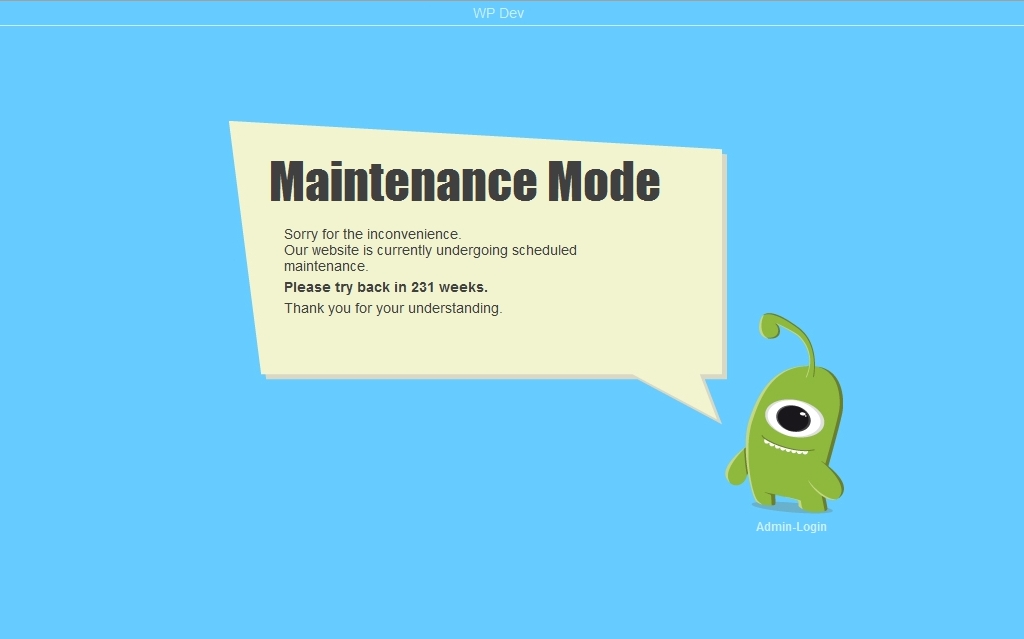 WP Dev
Maintenance Mode
Sorry for the inconvenience.
Our website is currently undergoing scheduled
maintenance.
Please try back in 231 weeks.
Thank you for your understanding.
Admin-Login